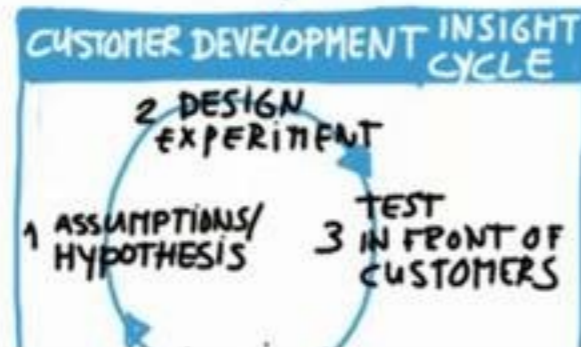 CUSTOMER DEVELOPMENT INSIGHT
CYCLE
2 DESIGN
EXPERIMENT
1 ASSUMPTIONS/
HYPOTHESIS
TEST
3 IN FRONT OF
CUSTOMERS